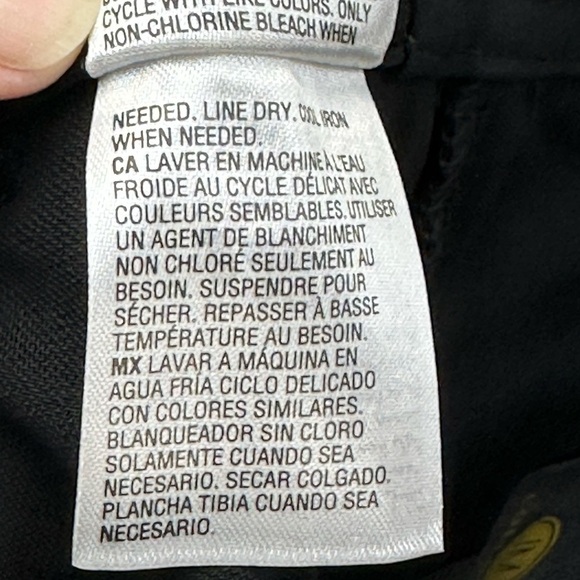 CYCLE WITH LIKE COLORS. ONLY
NON-CHLORINE BLEACH WHEN
NEEDED. LINE DRY. COOL IRON
WHEN NEEDED.
CA LAVER EN MACHINE À L'EAU
FROIDE AU CYCLE DÉLICAT AVEC
COULEURS SEMBLABLES. UTILISER
UN AGENT DE BLANCHIMENT
NON CHLORÉ SEULEMENT AU
BESOIN. SUSPENDRE POUR
SÉCHER. REPASSER À BASSE
TEMPÉRATURE AU BESOIN.
MX LAVAR A MÁQUINA EN
AGUA FRÍA CICLO DELICADO
CON COLORES SIMILARES.
BLANQUEADOR SIN CLORO
SOLAMENTE CUANDO SEA
NECESARIO. SECAR COLGADO.
PLANCHA TIBIA CUANDO SEA
NECESARIO.